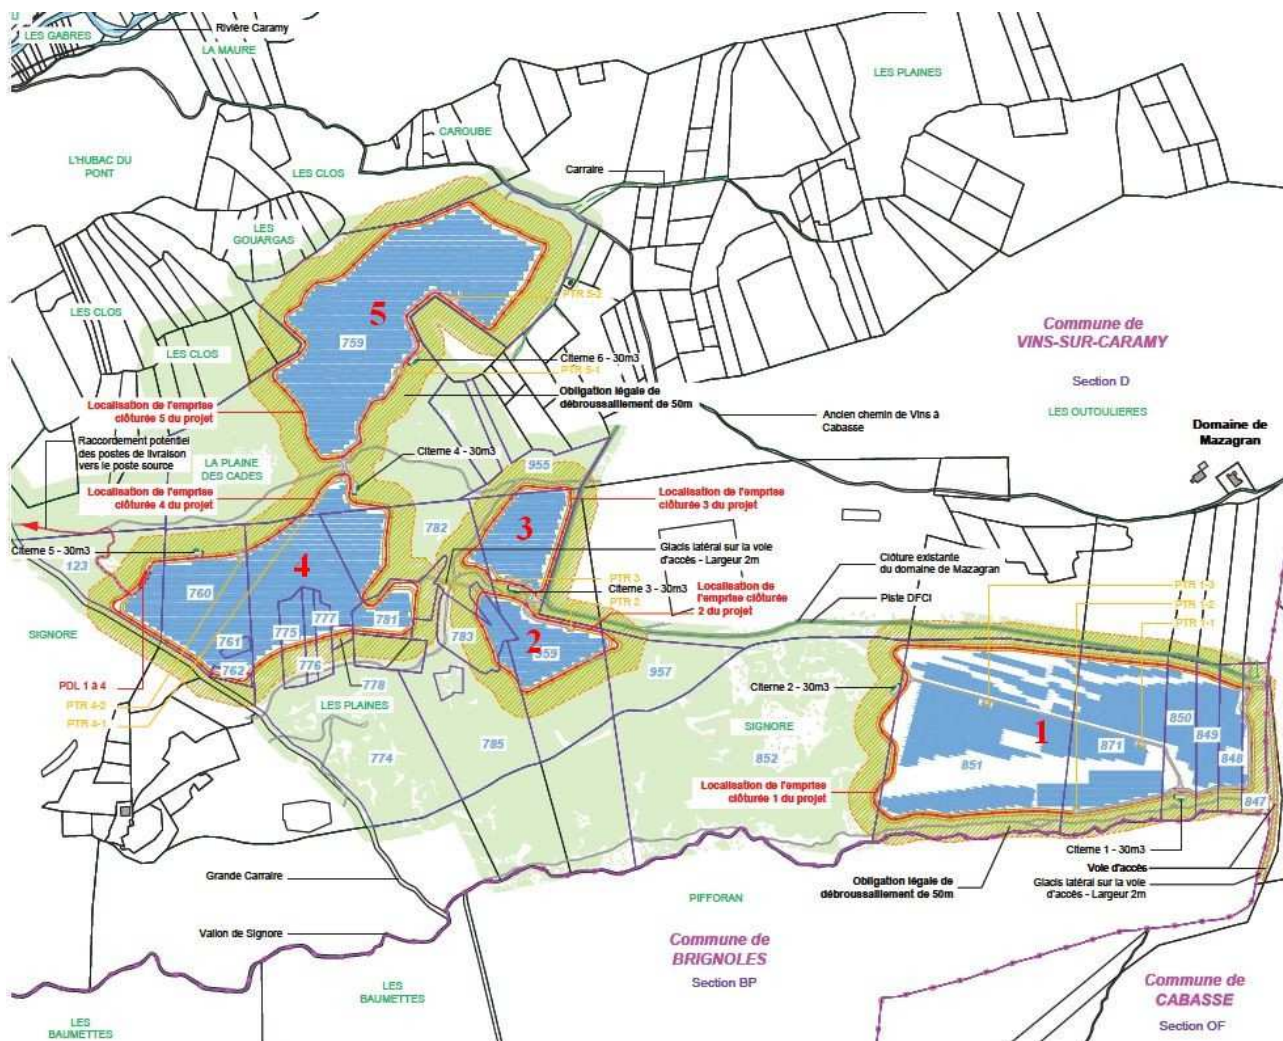 LES GABRES
Rivière Caramy
LA MAURE
LES PLAINES
CAROUBE
L'HUBAC DU
PONT
LES CLOS
Carraire
LES
GOUARGAS
PTR 5-2
LES CLOS
5
759
LES CLOS
Commune de
VINS-SUR-CARAMY
Section D
Citerne 6 - 30m3
PTR 5-1
Obligation légale de
débroussaillement de 50m
Localisation de l'emprise
clôturée 5 du projet
Ancien chemin de Vins à
Cabasse
LES OUTOULIERES
Domaine de
Mazagran
Raccordement potentiel
des postes de livraison
vers le poste source
Citerne 4 - 30m3
LA PLAINE
DES CADES
955
Localisation de l'emprise
clôturée 4 du projet
Localisation de l'emprise
clôturée 3 du projet
782
3
Citerne 5 - 30m3
123
4
Glacis latéral sur la voie
d'accès - Largeur 2m
Clôture existante
du domaine de Mazagran
PTR 3
Citerne 3 - 30m3
PTR 2
Localisation de
l'emprise clôturée
2 du projet
Piste DFCI
PTR 1-3
PTR 1-2
PTR 1-1
760
777
781
775
761
762
776
778
783
2
959
957
SIGNORE
PDL 1 à 4
PTR 4-2
PTR 4-1
LES PLAINES
774
785
Citerne 2 - 30m3
SIGNORE
852
1
850
849
848
871
851
847
Localisation de l'emprise
clôturée 1 du projet
Citerne 1 - 30m3
Voie d'accès
Glacis latéral sur la voie
d'accès - Largeur 2m
Obligation légale de
débroussaillement de 50m
Grande Carraire
PIFFORAN
Vallon de Signore
Commune de
BRIGNOLES
Section BP
LES
BAUMETTES
LES
BAUMETTES
Commune de
CABASSE
Section OF